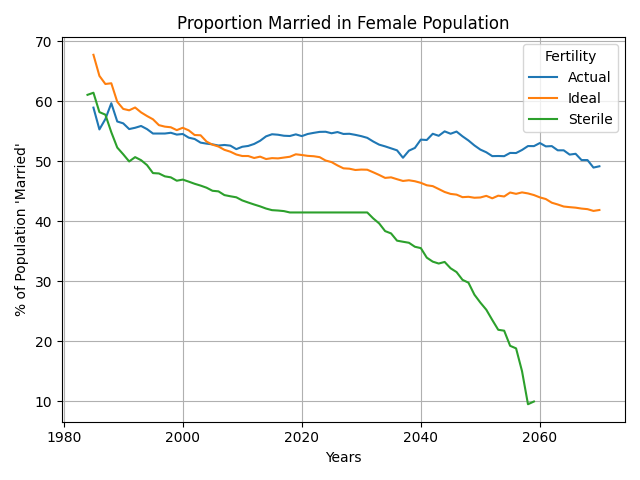 Proportion Married in Female Population
70
60
50
40
30
20
10
% of Population 'Married'
Fertility
Actual
Ideal
Sterile
1980
2000
2020
2040
2060
Years